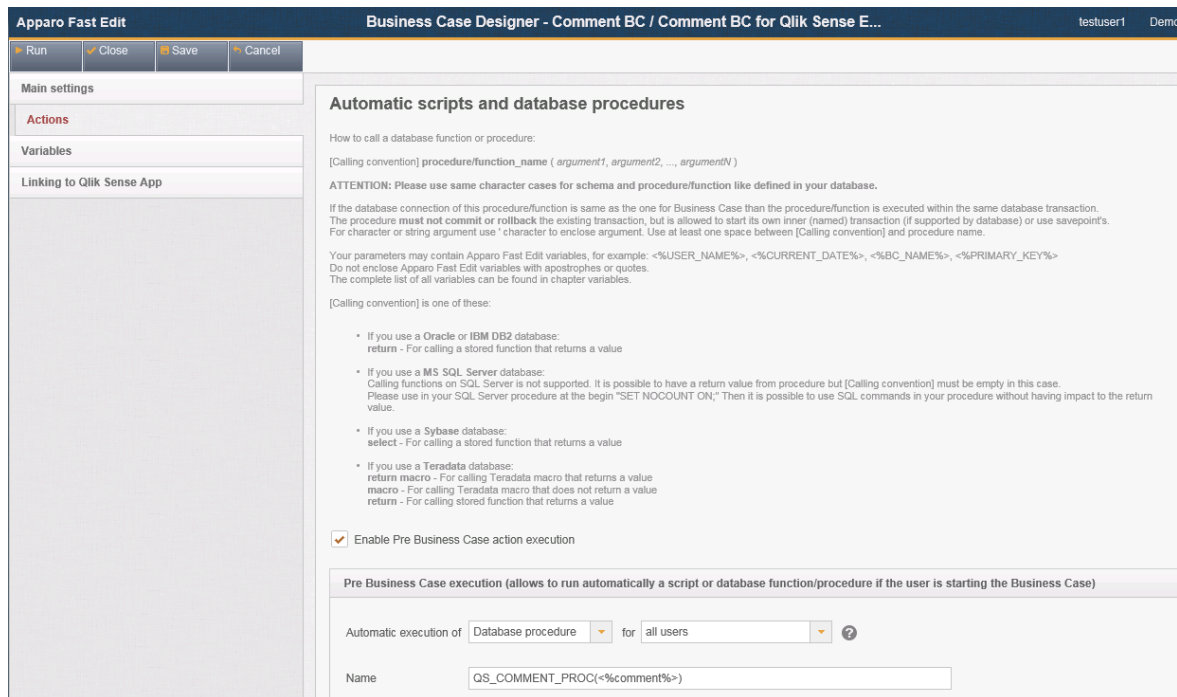 Apparo Fast Edit
Business Case Designer - Comment BC / Comment BC for Qlik Sense E...
testuser1
Demo
Run
Close
Save
Cancel
Main settings
Actions
Variables
Linking to Qlik Sense App
Automatic scripts and database procedures
How to call a database function or procedure:
[Calling convention] procedure/function_name ( argument1, argument2, ..., argumentN )
ATTENTION: Please use same character cases for schema and procedure/function like defined in your database.
If the database connection of this procedure/function is same as the one for Business Case than the procedure/function is executed within the same database transaction.
The procedure must not commit or rollback the existing transaction, but is allowed to start its own inner (named) transaction (if supported by database) or use savepoint's.
For character or string argument use ' character to enclose argument. Use at least one space between [Calling convention] and procedure name.
Your parameters may contain Apparo Fast Edit variables, for example: <%USER_NAME%>, <%CURRENT_DATE%>, <%BC_NAME%>, <%PRIMARY_KEY%>
Do not enclose Apparo Fast Edit variables with apostrophes or quotes.
The complete list of all variables can be found in chapter variables.
[Calling convention] is one of these:
• If you use a Oracle or IBM DB2 database:
return - For calling a stored function that returns a value
• If you use a MS SQL Server database:
Calling functions on SQL Server is not supported. It is possible to have a return value from procedure but [Calling convention] must be empty in this case.
Please use in your SQL Server procedure at the begin "SET NOCOUNT ON;" Then it is possible to use SQL commands in your procedure without having impact to the return
value.
• If you use a Sybase database:
select - For calling a stored function that returns a value
• If you use a Teradata database:
return macro - For calling Teradata macro that returns a value
macro - For calling Teradata macro that does not return a value
return - For calling stored function that returns a value
Enable Pre Business Case action execution
Pre Business Case execution (allows to run automatically a script or database function/procedure if the user is starting the Business Case)
Automatic execution of Database procedure for all users ?
Name QS_COMMENT_PROC(<%comment%>)